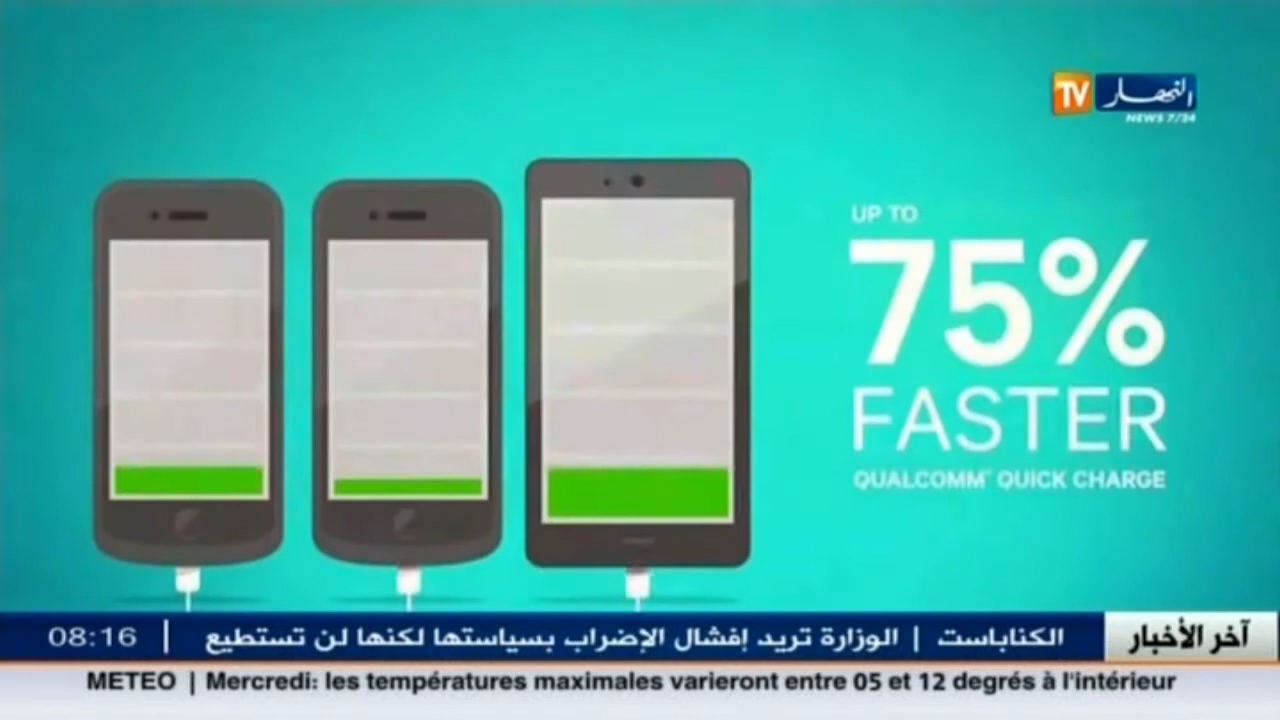 TV النهار
NEWS 7/24
UP TO
75%
FASTER
QUALCOMM™ QUICK CHARGE
آخر الأخبار
الكناباست | الوزارة تريد إفشال الإضراب بسياستها لكنها لن تستطيع | 08:16
METEO | Mercredi: les températures maximales varieront entre 05 et 12 degrés à l'intérieur